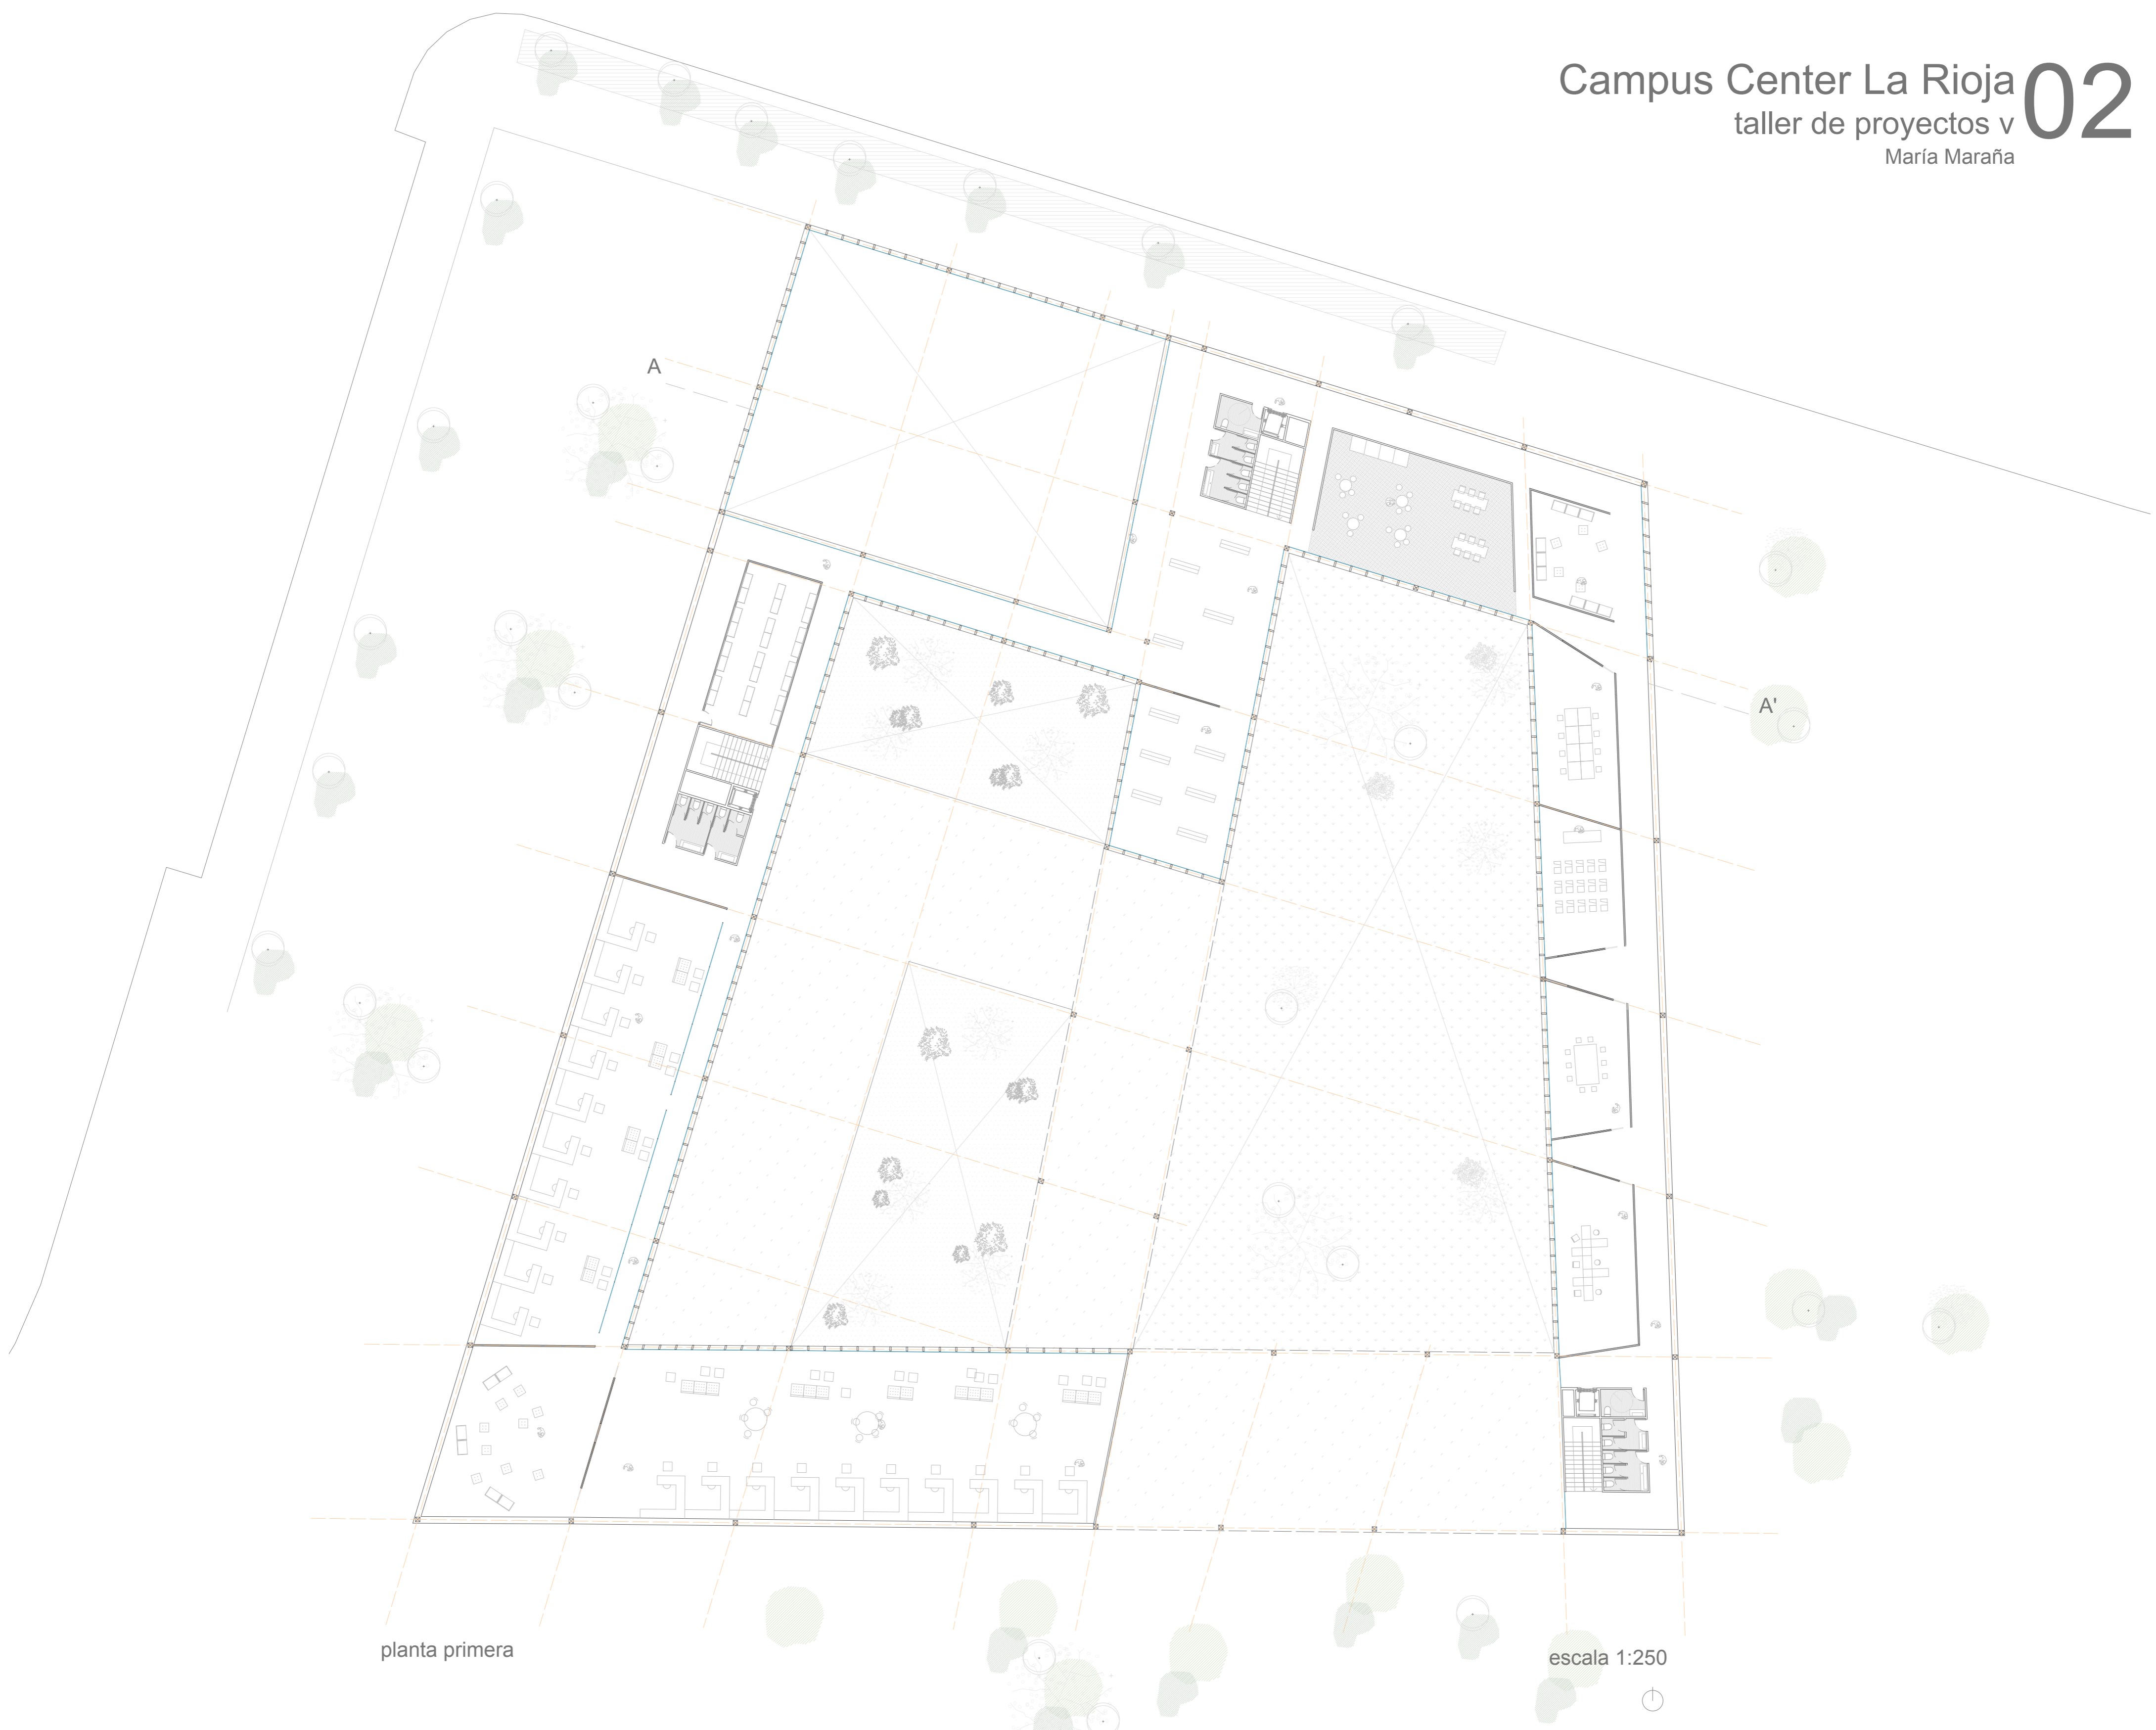 Campus Center La Rioja 02
taller de proyectos v
María Maraña
A
A'
planta primera
escala 1:250